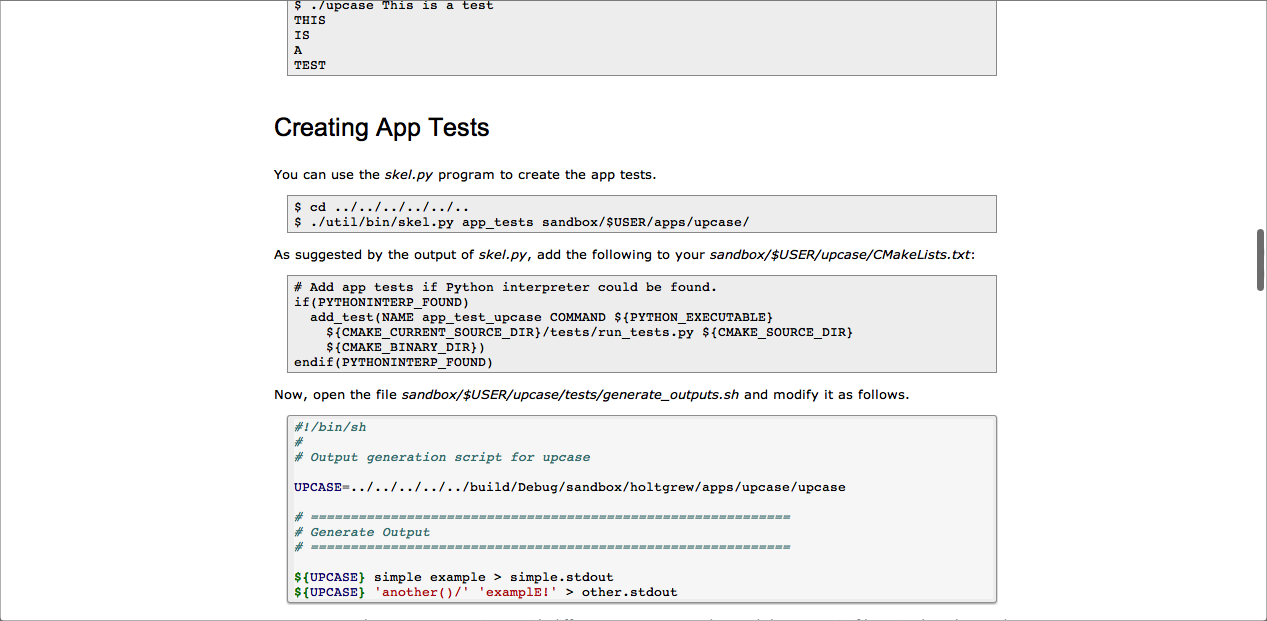 $ ./upcase This is a test
THIS
IS
A
TEST
Creating App Tests
You can use the skel.py program to create the app tests.
$ cd ../../../../../..
$ ./util/bin/skel.py app_tests sandbox/$USER/apps/upcase/
As suggested by the output of skel.py, add the following to your sandbox/$USER/upcase/CMakeLists.txt:
# Add app tests if Python interpreter could be found.
if(PYTHONINTERP_FOUND)
  add_test(NAME app_test_upcase COMMAND ${PYTHON_EXECUTABLE}
    ${CMAKE_CURRENT_SOURCE_DIR}/tests/run_tests.py ${CMAKE_SOURCE_DIR}
    ${CMAKE_BINARY_DIR})
endif(PYTHONINTERP_FOUND)
Now, open the file sandbox/$USER/upcase/tests/generate_outputs.sh and modify it as follows.
#!/bin/sh
#
# Output generation script for upcase
UPCASE=../../../../../build/Debug/sandbox/holtgrew/apps/upcase/upcase
# ============================================================
# Generate Output
# ============================================================
${UPCASE} simple example > simple.stdout
${UPCASE} 'another()/' 'examplE!' > other.stdout